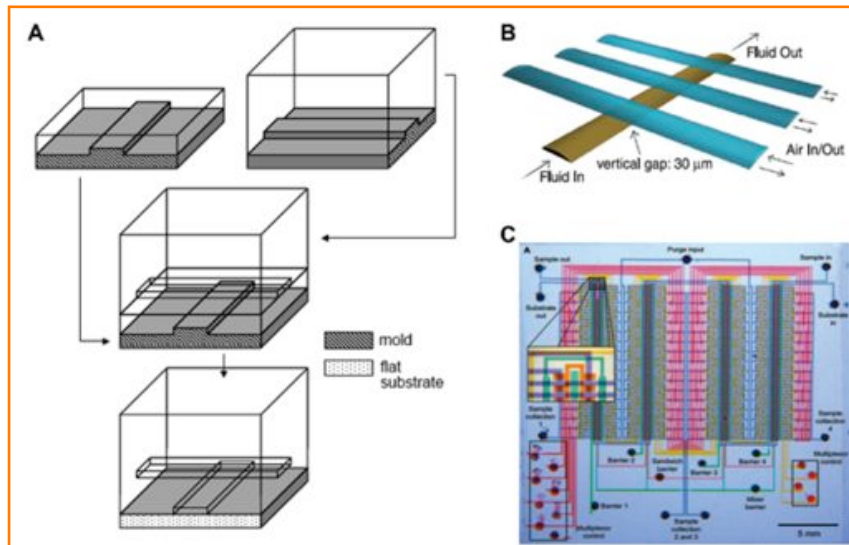 A
mold
flat
substrate
B
Fluid Out
Air In/Out
vertical gap: 30 µm
Fluid In
C
A
Purge input
Sample out
Sample in
Substrate
out
Substrate
in
Sample
collection
1
Sample
collection
4
Barrier 2
Sandwich
barrier
Barrier 3
Barrier 4
Multiplexor
control
Mixer
barrier
Barrier 1
Multiplexor
control
Sample
collection
2 and 3
5 mm